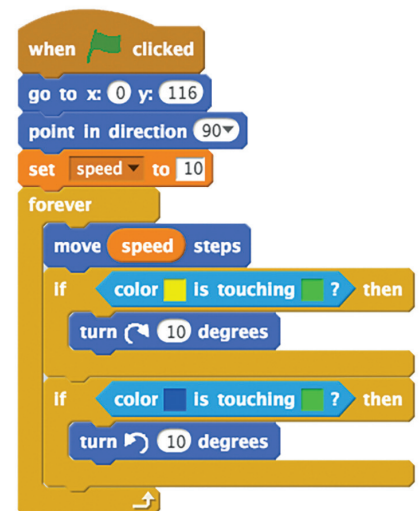 when clicked
go to x: 0 y: 116
point in direction 90
set speed to 10
forever
move speed steps
if color is touching ? then
turn 10 degrees
if color is touching ? then
turn 10 degrees